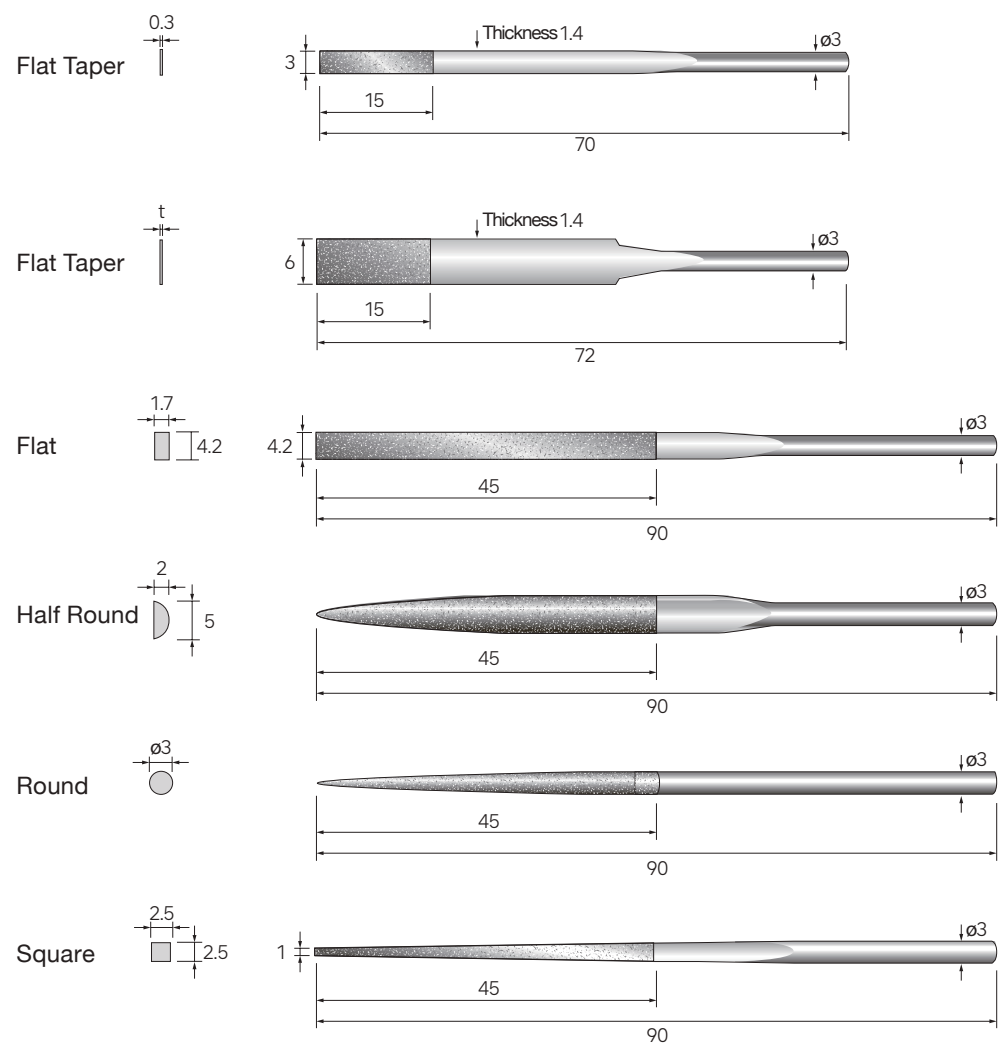 0.3
Thickness 1.4
ø3
Flat Taper
3
15
70
t
Thickness 1.4
ø3
Flat Taper
6
15
72
1.7
ø3
Flat
4.2
4.2
45
90
2
ø3
Half Round
5
45
90
ø3
ø3
Round
45
90
2.5
ø3
Square
2.5
1
45
90